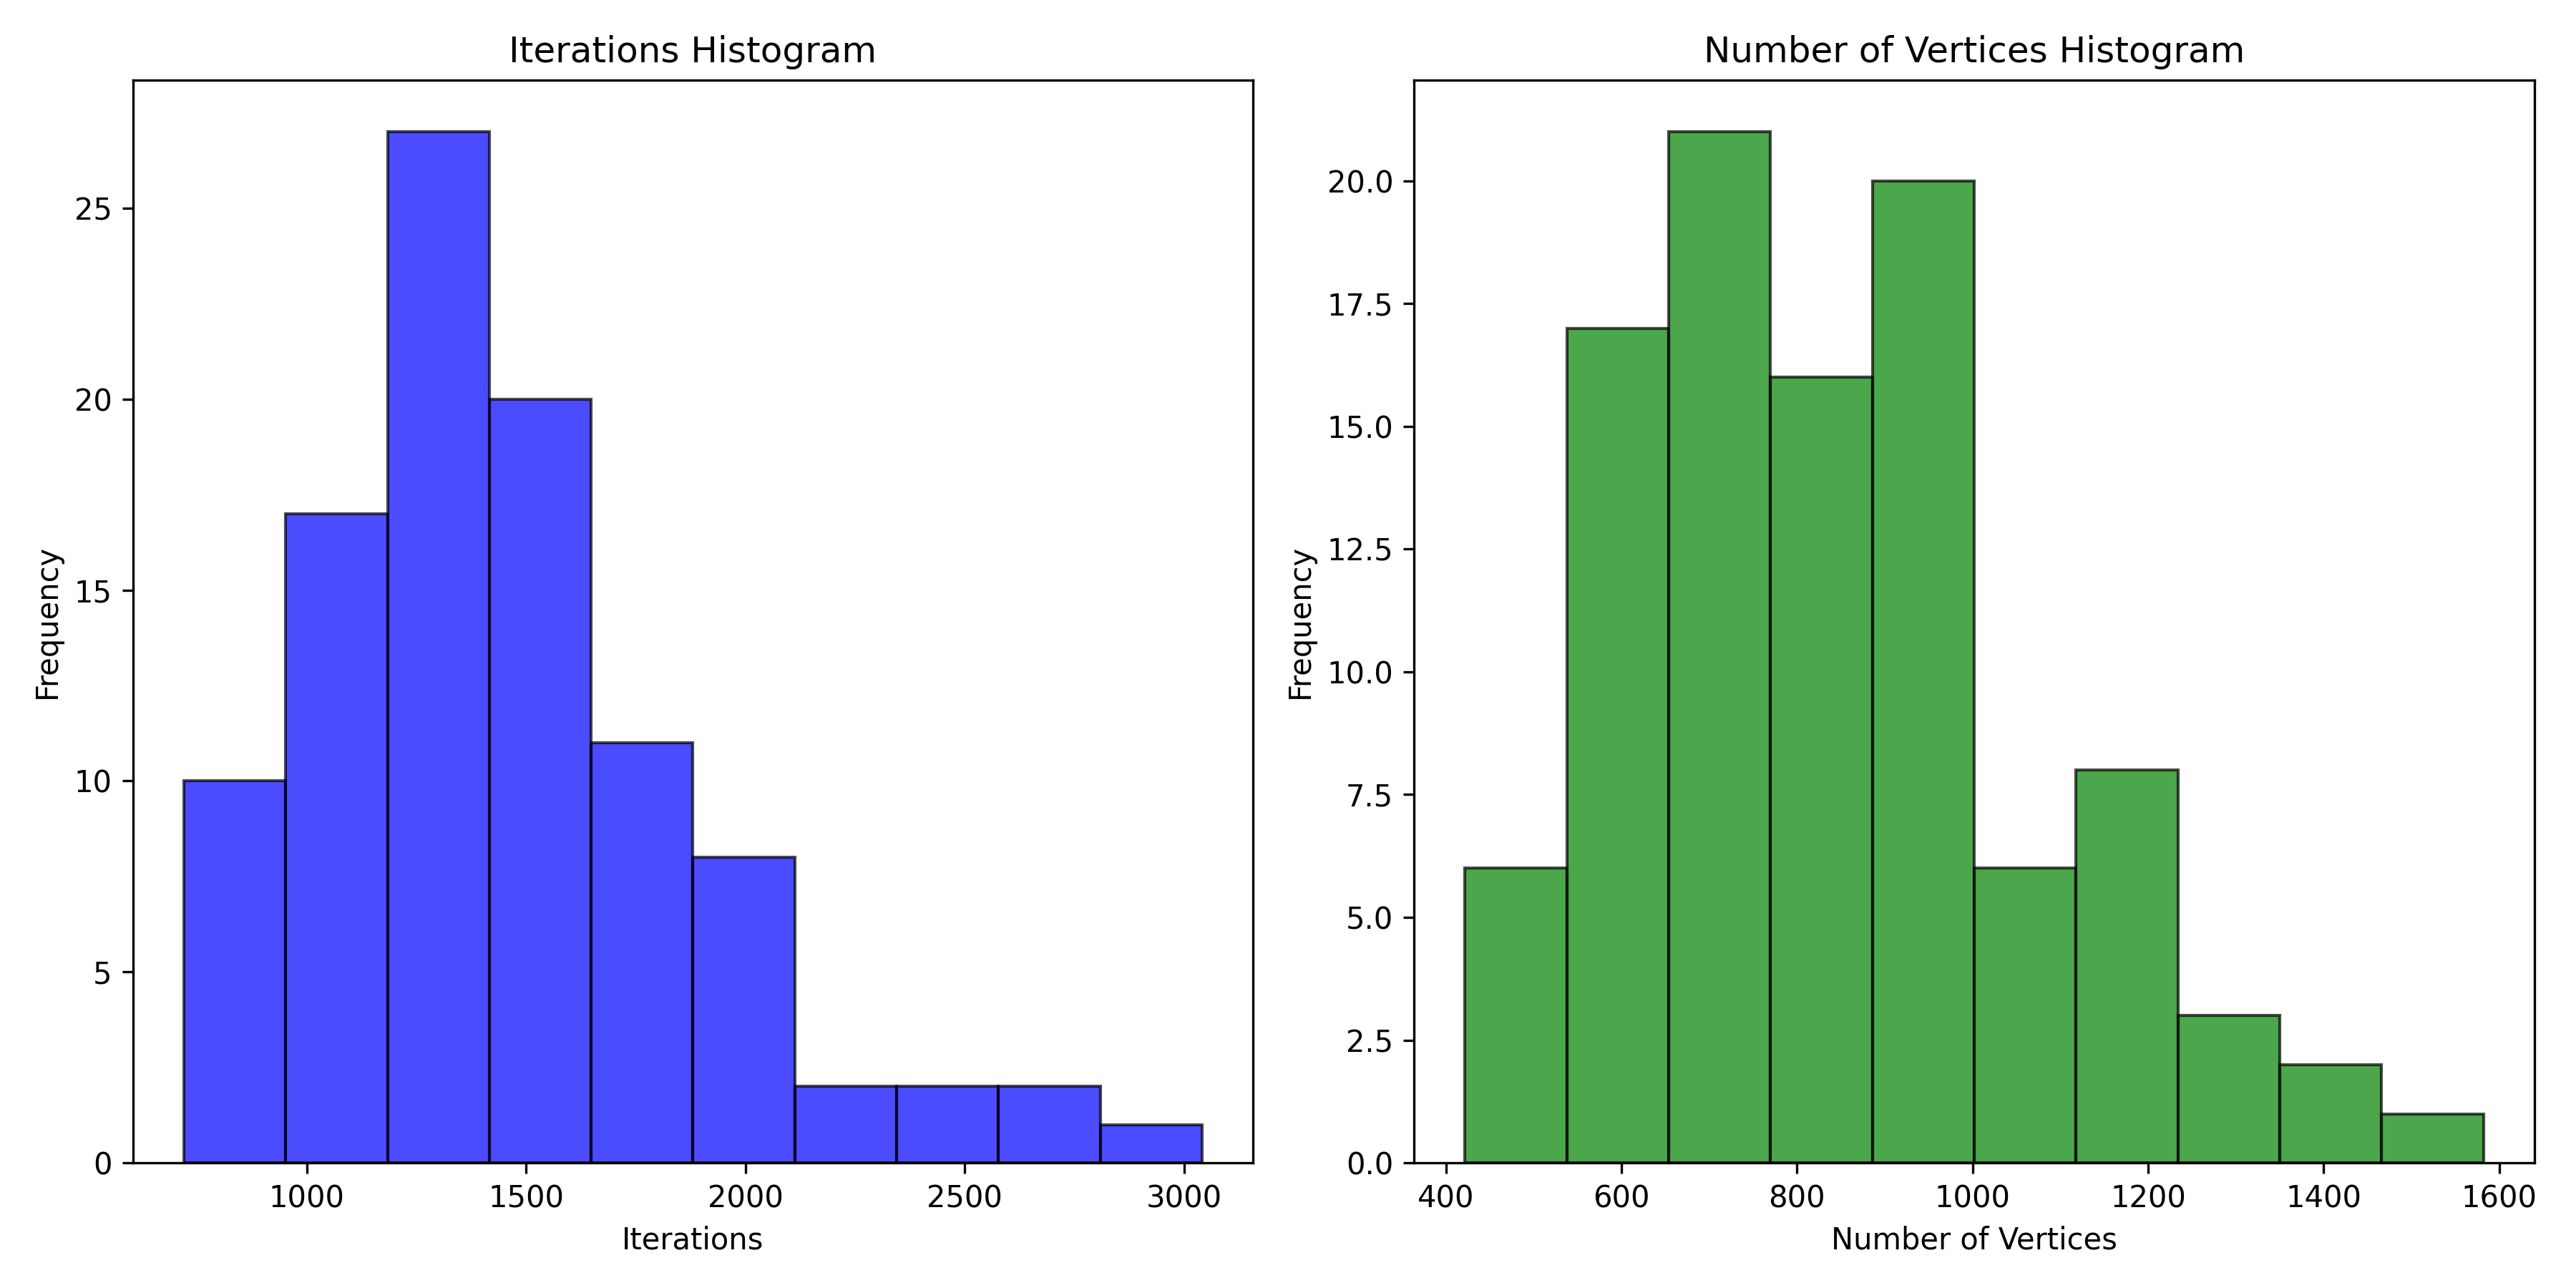 Iterations Histogram
Frequency
25
20
15
10
5
0
1000 1500 2000 2500 3000
Iterations
Number of Vertices Histogram
Frequency
20.0
17.5
15.0
12.5
10.0
7.5
5.0
2.5
0.0
400 600 800 1000 1200 1400 1600
Number of Vertices